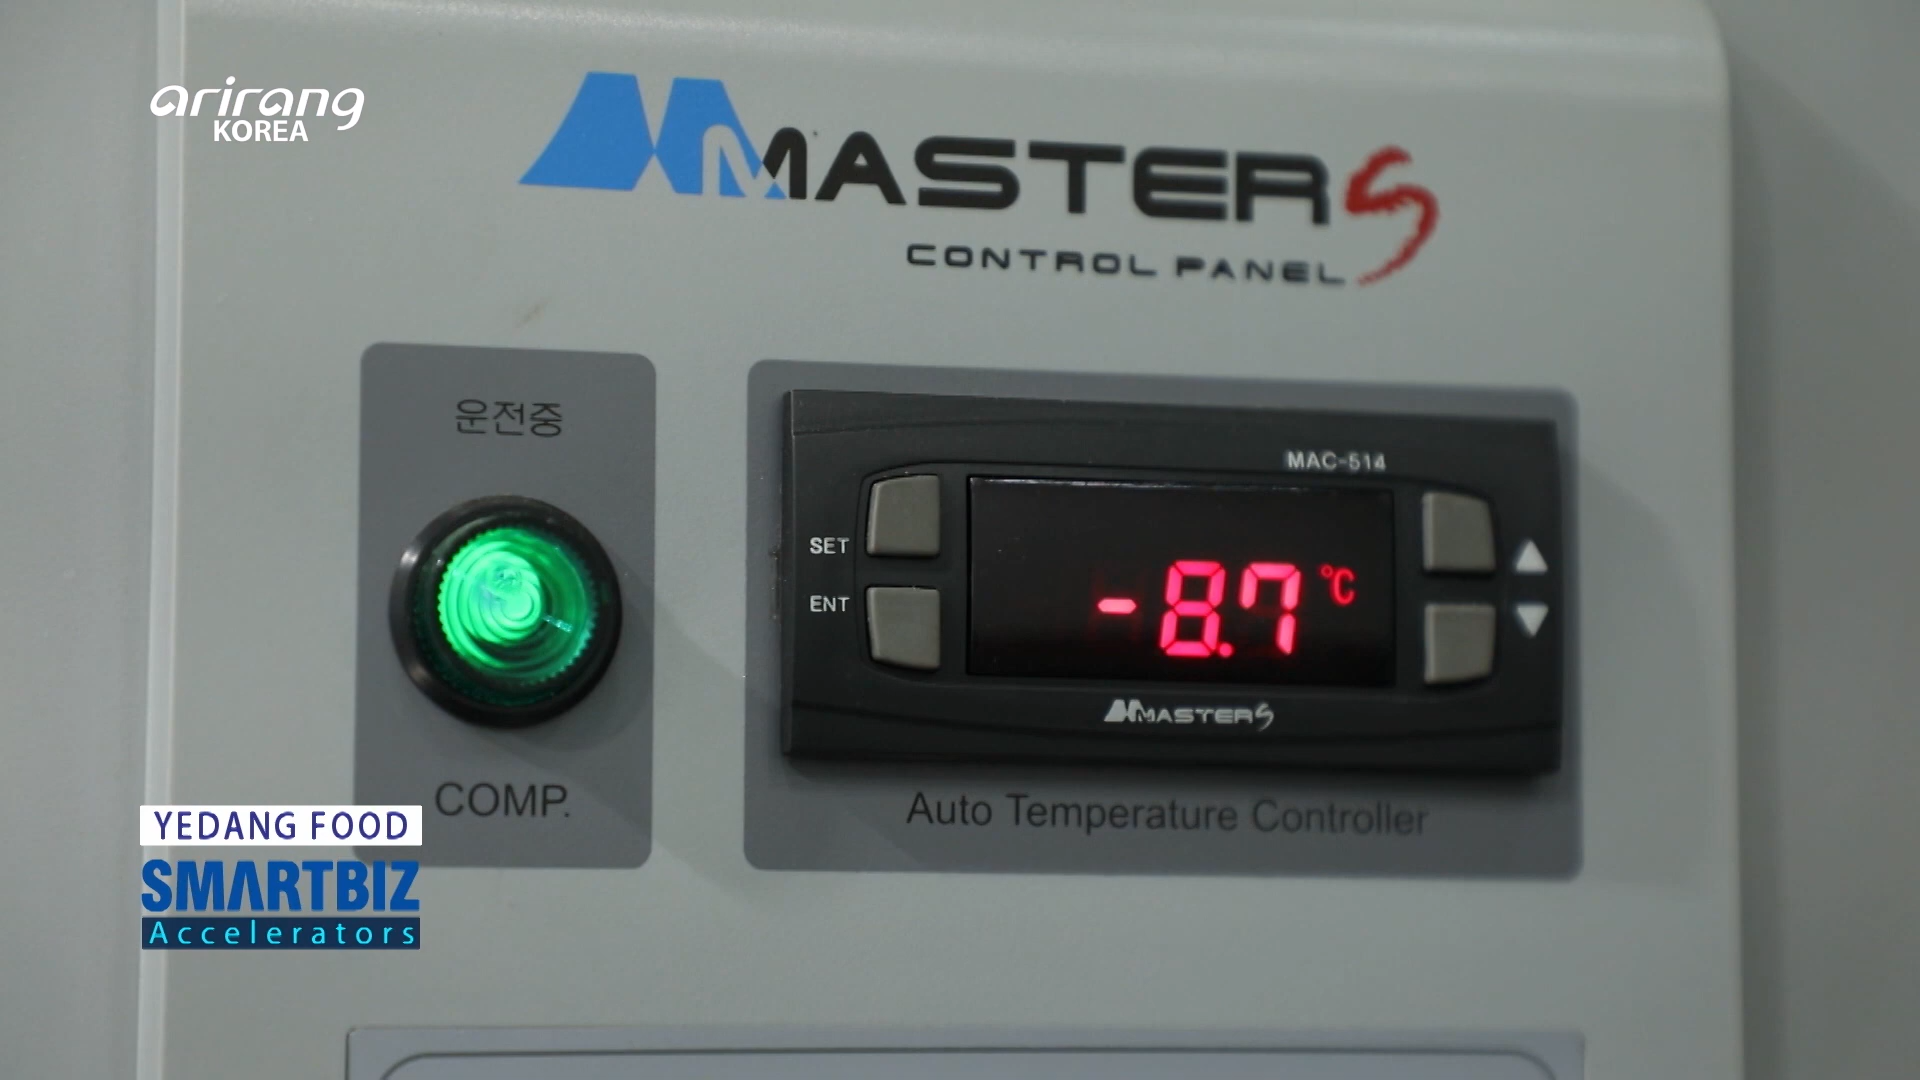 arirang
KOREA
MASTERS
CONTROL PANEL
운전중
MAC-514
SET
ENT
-8.7 °C
MASTERS
COMP.
Auto Temperature Controller
YEDANG FOOD
SMARTBIZ
Accelerators